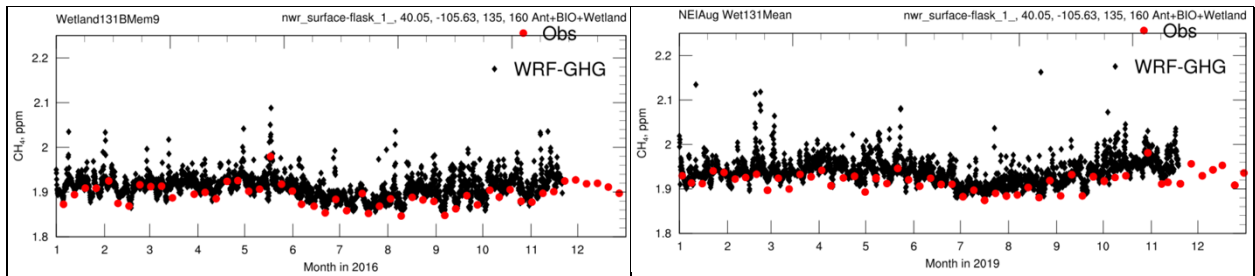 Wetland131BMem9
nwr_surface-flask_1_, 40.05, -105.63, 135, 160 Ant+BIO+Wetland
Obs
WRF-GHG
CH₄, ppm
2.2
2.1
2
1.9
1.8
1 2 3 4 5 6 7 8 9 10 11 12
Month in 2016
NEIAug Wet131Mean
nwr_surface-flask_1_, 40.05, -105.63, 135, 160 Ant+BIO+Wetland
Obs
WRF-GHG
CH₄, ppm
2.2
2.1
2
1.9
1.8
1 2 3 4 5 6 7 8 9 10 11 12
Month in 2019